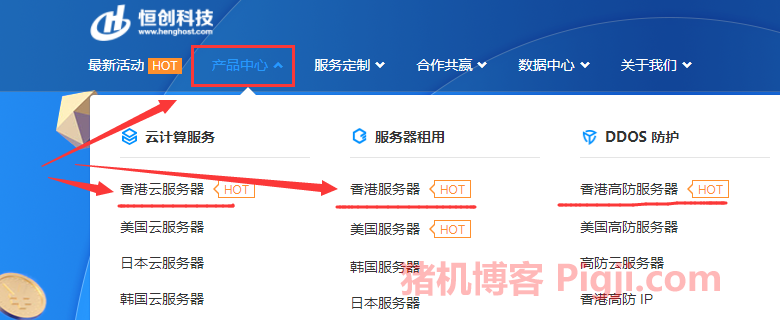 恒创科技
www.henghost.com
最新活动 HOT 产品中心 服务定制 合作共赢 数据中心 关于我们
云计算服务 服务器租用 DDOS 防护
香港云服务器 HOT 香港服务器 HOT 香港高防服务器 HOT
美国云服务器 美国服务器 HOT 美国高防服务器
日本云服务器 韩国服务器 高防云服务器
韩国云服务器 日本服务器 香港高防 IP
猪机博客 Piqji.com